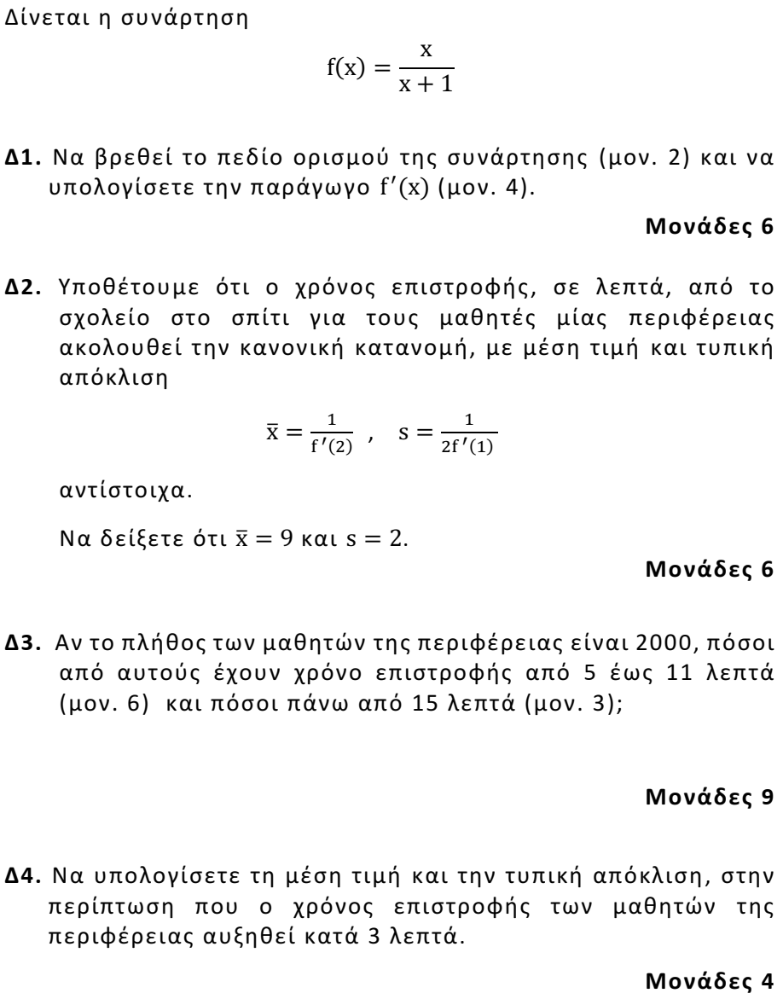 Δίνεται η συνάρτηση
f(x) = x / (x + 1)
Δ1. Να βρεθεί το πεδίο ορισμού της συνάρτησης (μον. 2) και να
υπολογίσετε την παράγωγο f′(x) (μον. 4).
Μονάδες 6
Δ2. Υποθέτουμε ότι ο χρόνος επιστροφής, σε λεπτά, από το
σχολείο στο σπίτι για τους μαθητές μίας περιφέρειας
ακολουθεί την κανονική κατανομή, με μέση τιμή και τυπική
απόκλιση
x̅ = 1 / f′(2) , s = 1 / 2f′(1)
αντίστοιχα.
Να δείξετε ότι x̅ = 9 και s = 2.
Μονάδες 6
Δ3. Αν το πλήθος των μαθητών της περιφέρειας είναι 2000, πόσοι
από αυτούς έχουν χρόνο επιστροφής από 5 έως 11 λεπτά
(μον. 6) και πόσοι πάνω από 15 λεπτά (μον. 3);
Μονάδες 9
Δ4. Να υπολογίσετε τη μέση τιμή και την τυπική απόκλιση, στην
περίπτωση που ο χρόνος επιστροφής των μαθητών της
περιφέρειας αυξηθεί κατά 3 λεπτά.
Μονάδες 4